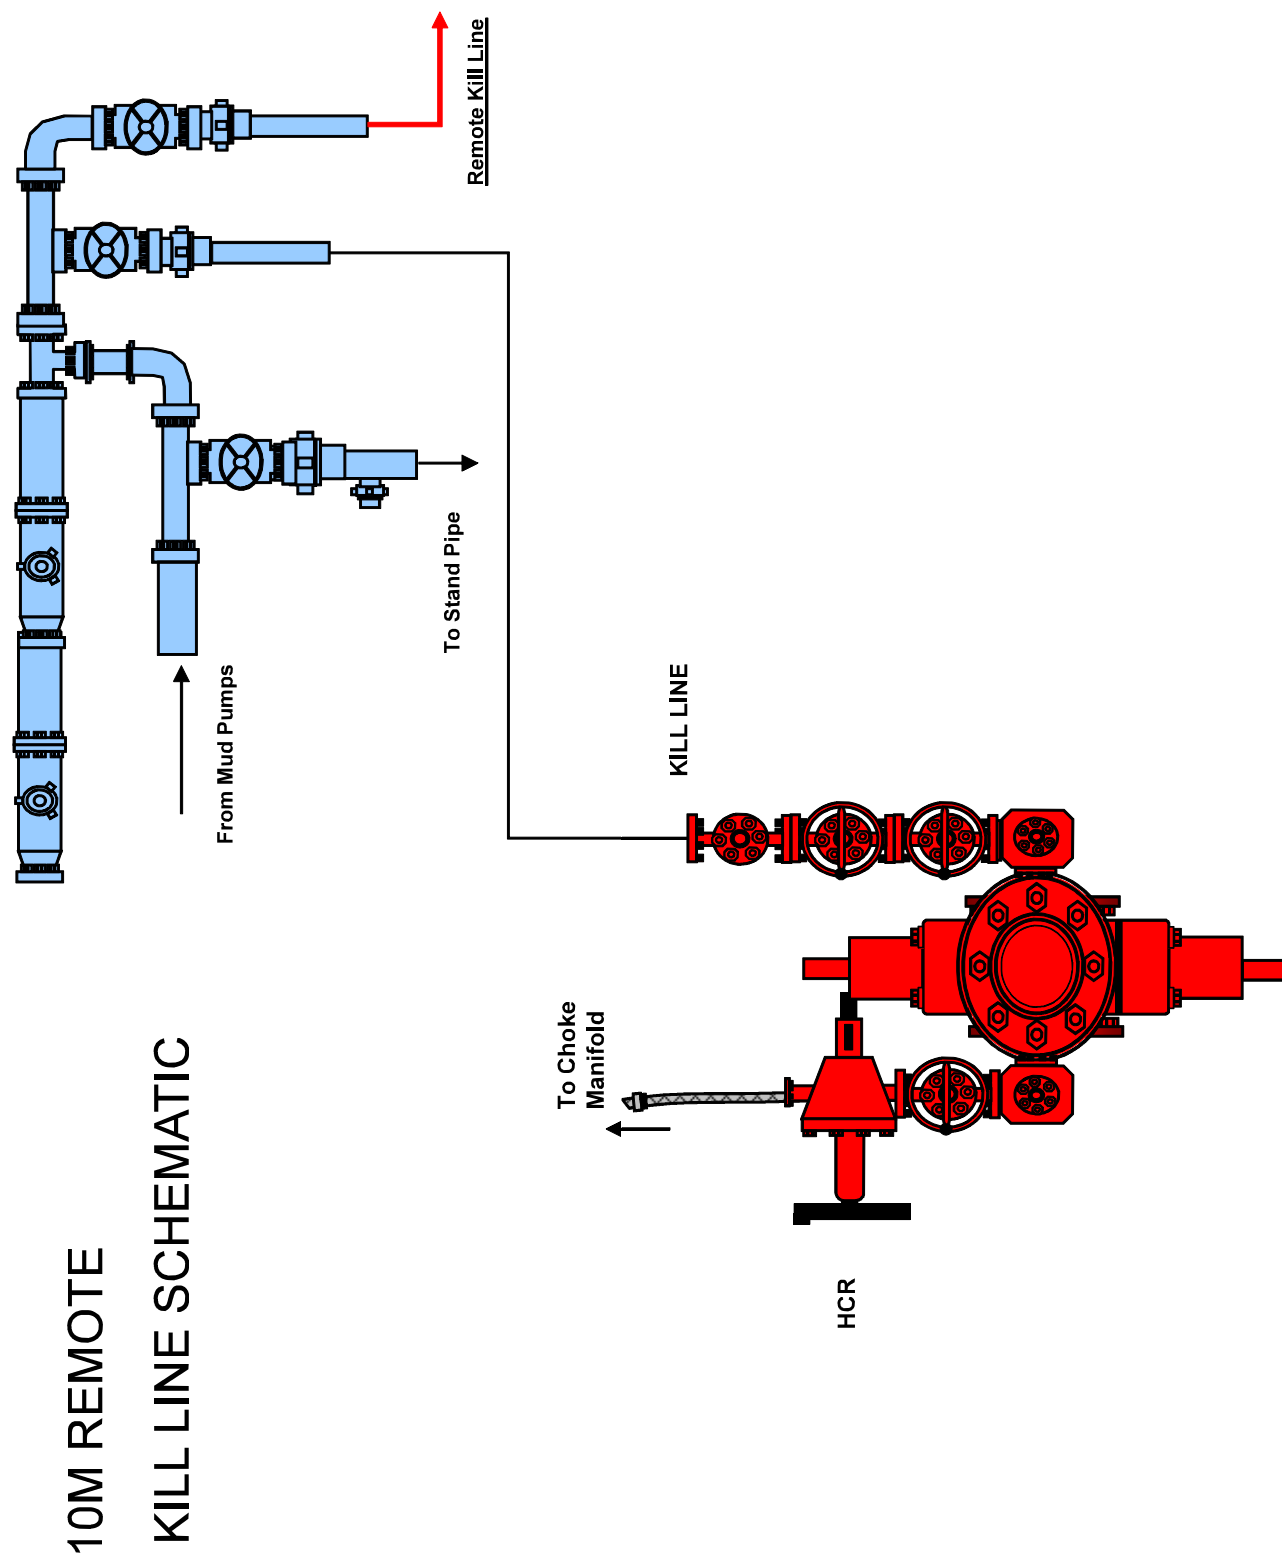 10M REMOTE
KILL LINE SCHEMATIC
From Mud Pumps
To Stand Pipe
Remote Kill Line
KILL LINE
To Choke
Manifold
HCR